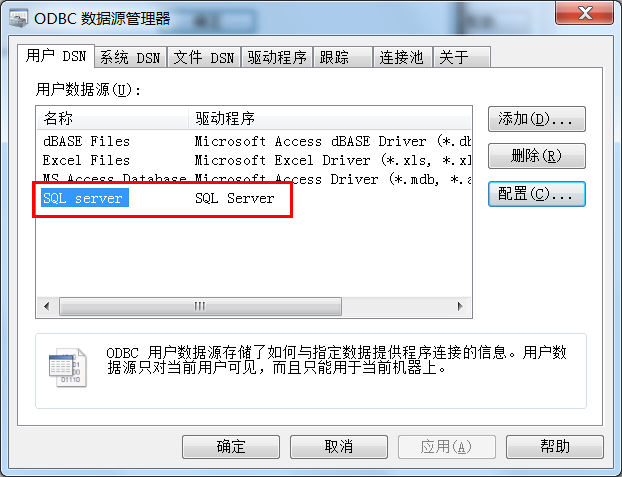 ODBC 数据源管理器
用户 DSN 系统 DSN 文件 DSN 驱动程序 跟踪 连接池 关于
用户数据源(U):
名称 驱动程序
dBASE Files Microsoft Access dBASE Driver (*.db
Excel Files Microsoft Excel Driver (*.xls, *.xl
MS Access Database Microsoft Access Driver (*.mdb, *.a
SQL server SQL Server
添加(D)...
删除(R)
配置(C)...
ODBC 用户数据源存储了如何与指定数据提供程序连接的信息。用户数
据源只对当前用户可见，而且只能用于当前机器上。
确定 取消 应用(A) 帮助